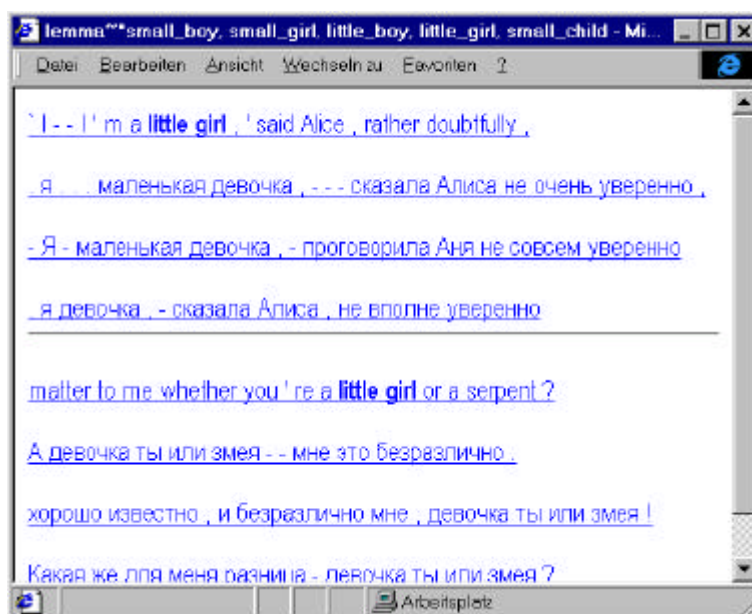 lemma~*small_boy, small_girl, little_boy, little_girl, small_child - Mi...
Datei Bearbeiten Ansicht Wechseln zu Favoriten ?
` I - - I ' m a little girl , ' said Alice , rather doubtfully ,
. я . . . маленькая девочка , - - - сказала Алиса не очень уверенно ,
- Я - маленькая девочка , - проговорила Аня не совсем уверенно
. я девочка , - сказала Алиса , не вполне уверенно
matter to me whether you ' re a little girl or a serpent ?
А девочка ты или змея - - мне это безразлично .
хорошо известно , и безразлично мне , девочка ты или змея !
Какая же для меня разница - девочка ты или змея ?
Arbeitsplatz